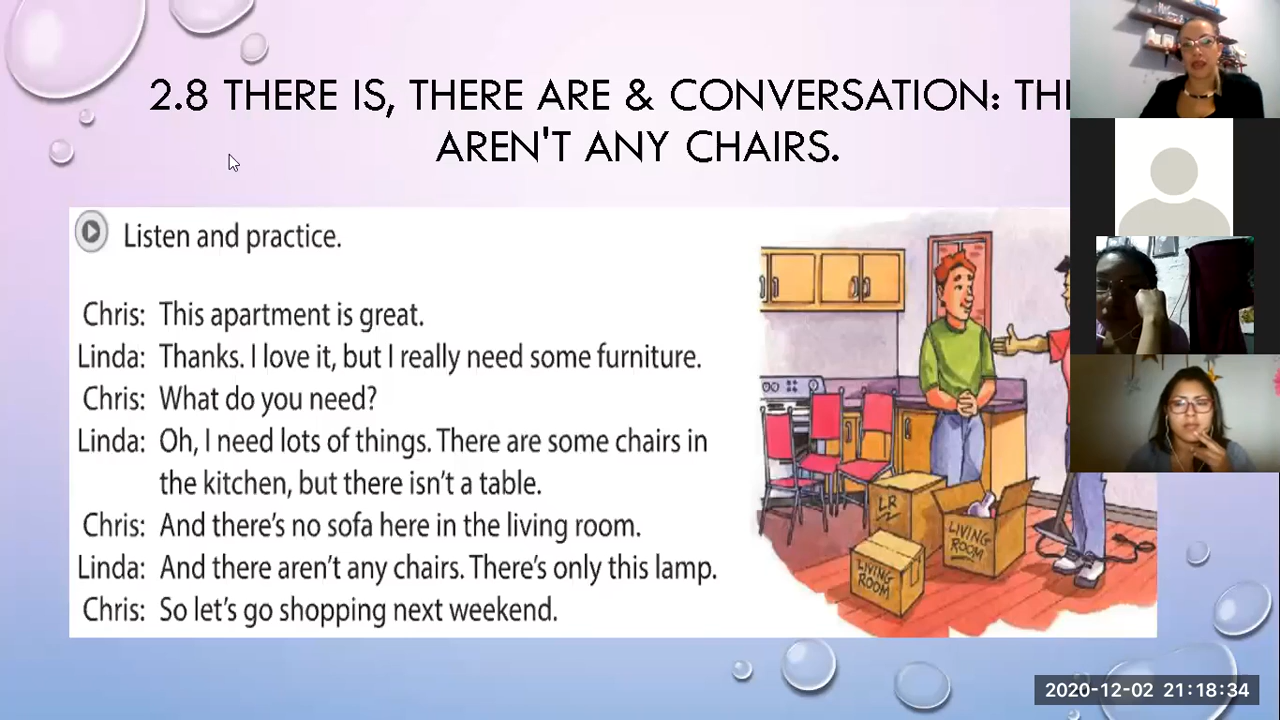 2.8 THERE IS, THERE ARE & CONVERSATION: TH
AREN'T ANY CHAIRS.
Listen and practice.
Chris: This apartment is great.
Linda: Thanks. I love it, but I really need some furniture.
Chris: What do you need?
Linda: Oh, I need lots of things. There are some chairs in
the kitchen, but there isn't a table.
Chris: And there's no sofa here in the living room.
Linda: And there aren't any chairs. There's only this lamp.
Chris: So let's go shopping next weekend.
LR
LIVING
ROOM
LIVING
ROOM
2020-12-02 21:18:34